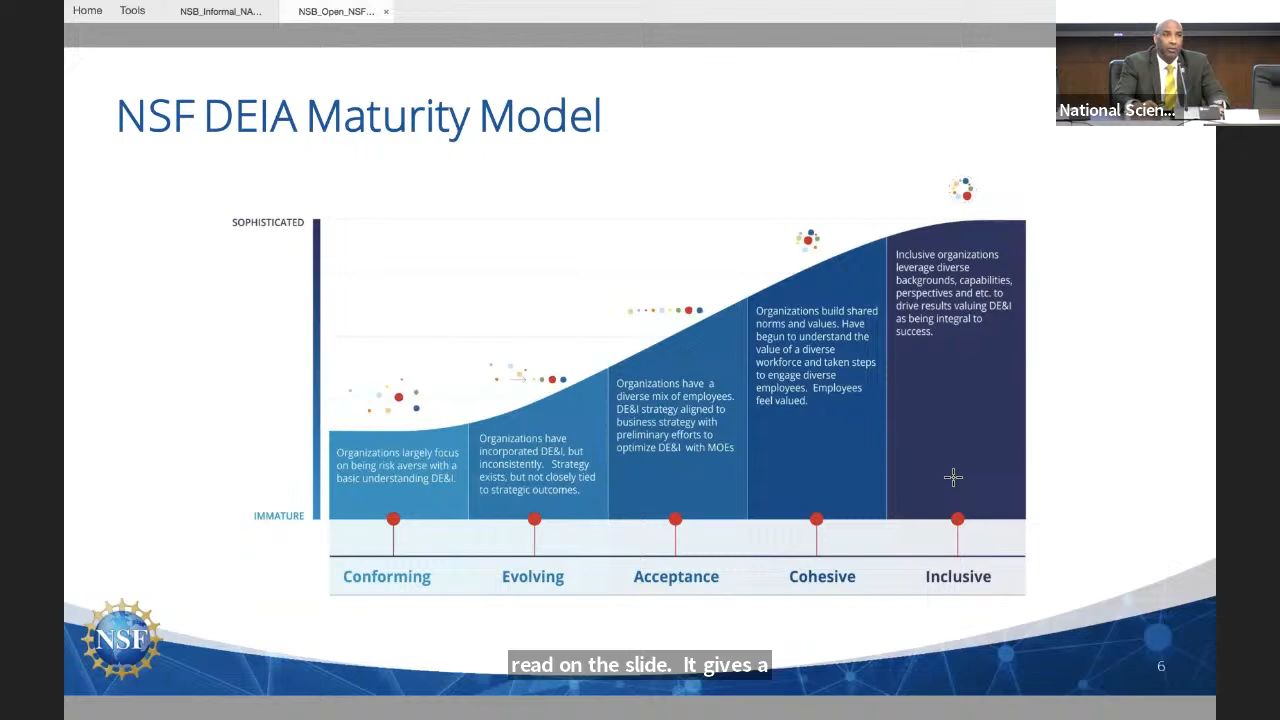 Home
Tools
NSB_Informal_NA...
NSB_Open_NSF...
×
National Scien...
NSF DEIA Maturity Model
SOPHISTICATED
IMMATURE
Organizations largely focus
on being risk averse with a
basic understanding DE&I.
Organizations have
incorporated DE&I, but
inconsistently. Strategy
exists, but not closely tied
to strategic outcomes.
Organizations have a
diverse mix of employees.
DE&I strategy aligned to
business strategy with
preliminary efforts to
optimize DE&I with MOEs
Organizations build shared
norms and values. Have
begun to understand the
value of a diverse
workforce and taken steps
to engage diverse
employees. Employees
feel valued.
Inclusive organizations
leverage diverse
backgrounds, capabilities,
perspectives and etc. to
drive results valuing DE&I
as being integral to
success.
Conforming
Evolving
Acceptance
Cohesive
Inclusive
NSF
read on the slide. It gives a
6